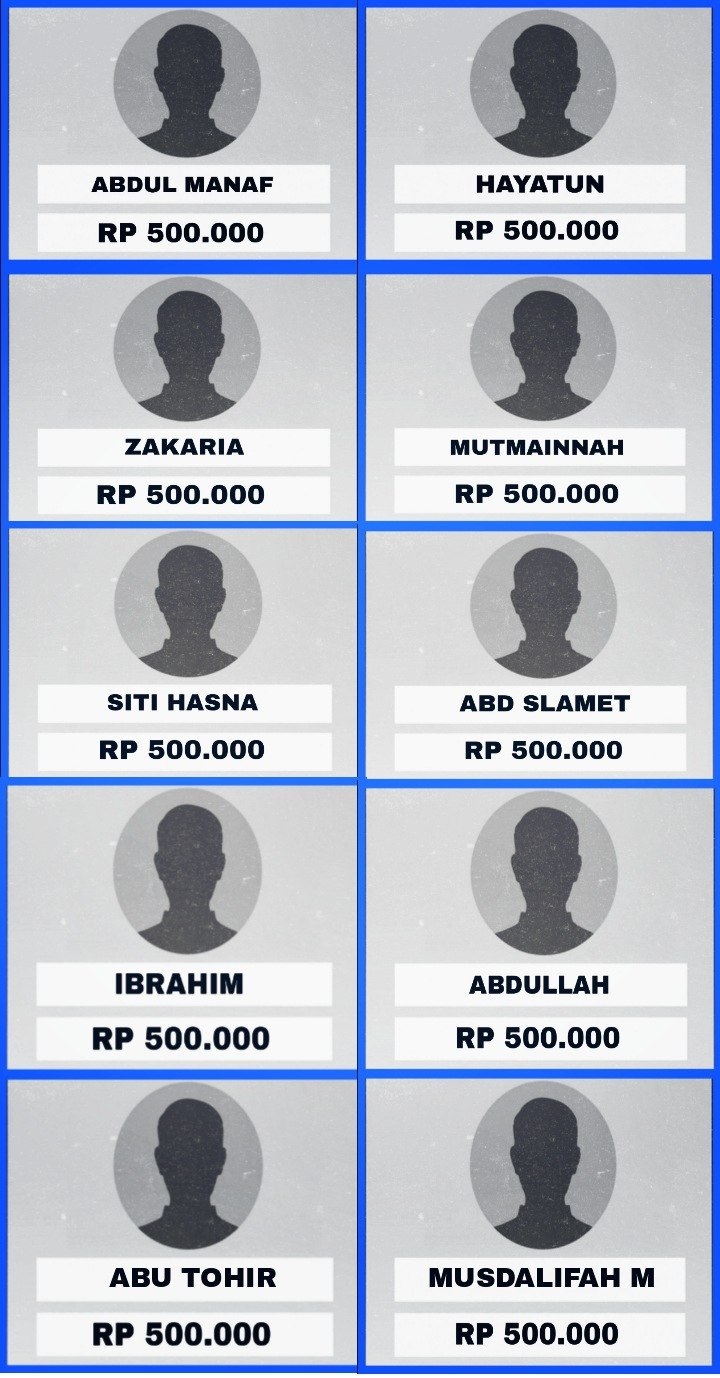 ABDUL MANAF
RP 500.000
HAYATUN
RP 500.000
ZAKARIA
RP 500.000
MUTMAINNAH
RP 500.000
SITI HASNA
RP 500.000
ABD SLAMET
RP 500.000
IBRAHIM
RP 500.000
ABDULLAH
RP 500.000
ABU TOHIR
RP 500.000
MUSDALIFAH M
RP 500.000